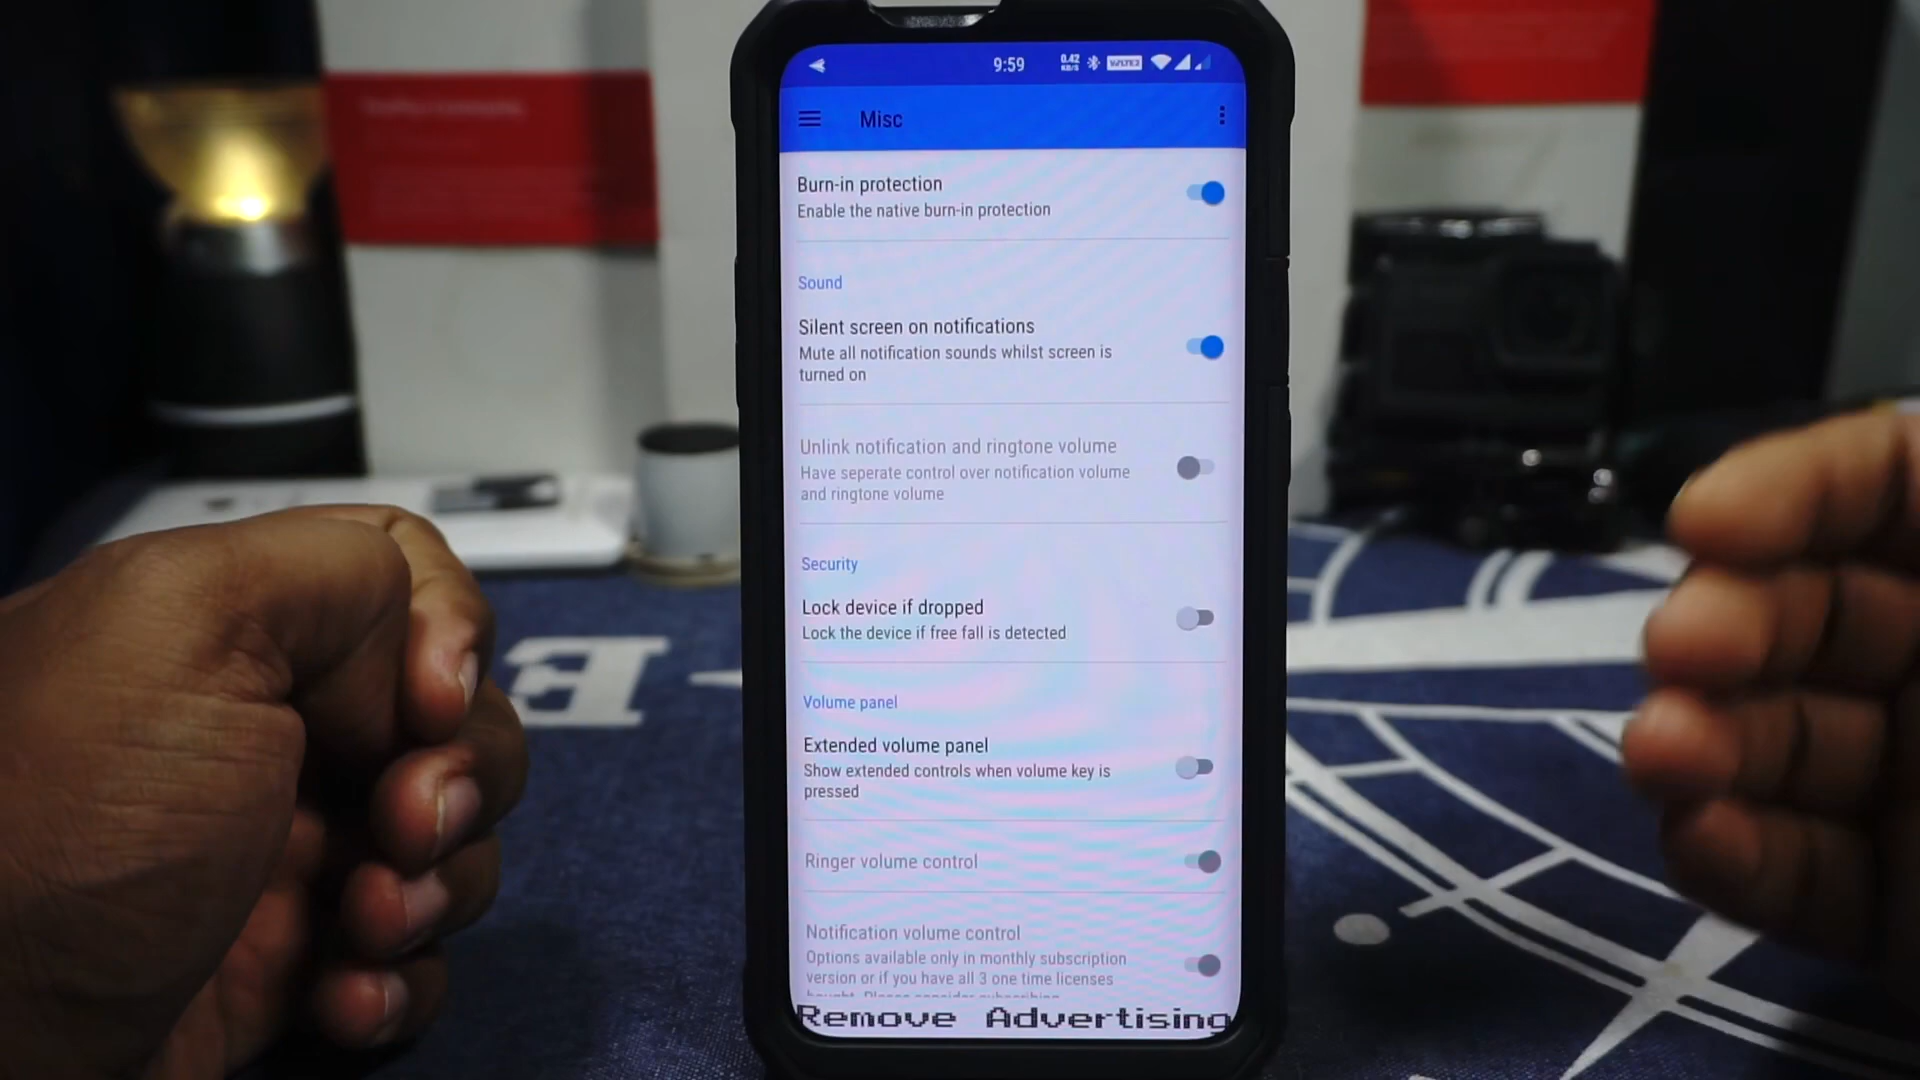 9:59
0.42
KB/S
Misc
Burn-in protection
Enable the native burn-in protection
Sound
Silent screen on notifications
Mute all notification sounds whilst screen is
turned on
Unlink notification and ringtone volume
Have seperate control over notification volume
and ringtone volume
Security
Lock device if dropped
Lock the device if free fall is detected
Volume panel
Extended volume panel
Show extended controls when volume key is
pressed
Ringer volume control
Notification volume control
Options available only in monthly subscription
version or if you have all 3 one time licenses
Remove Advertising
E